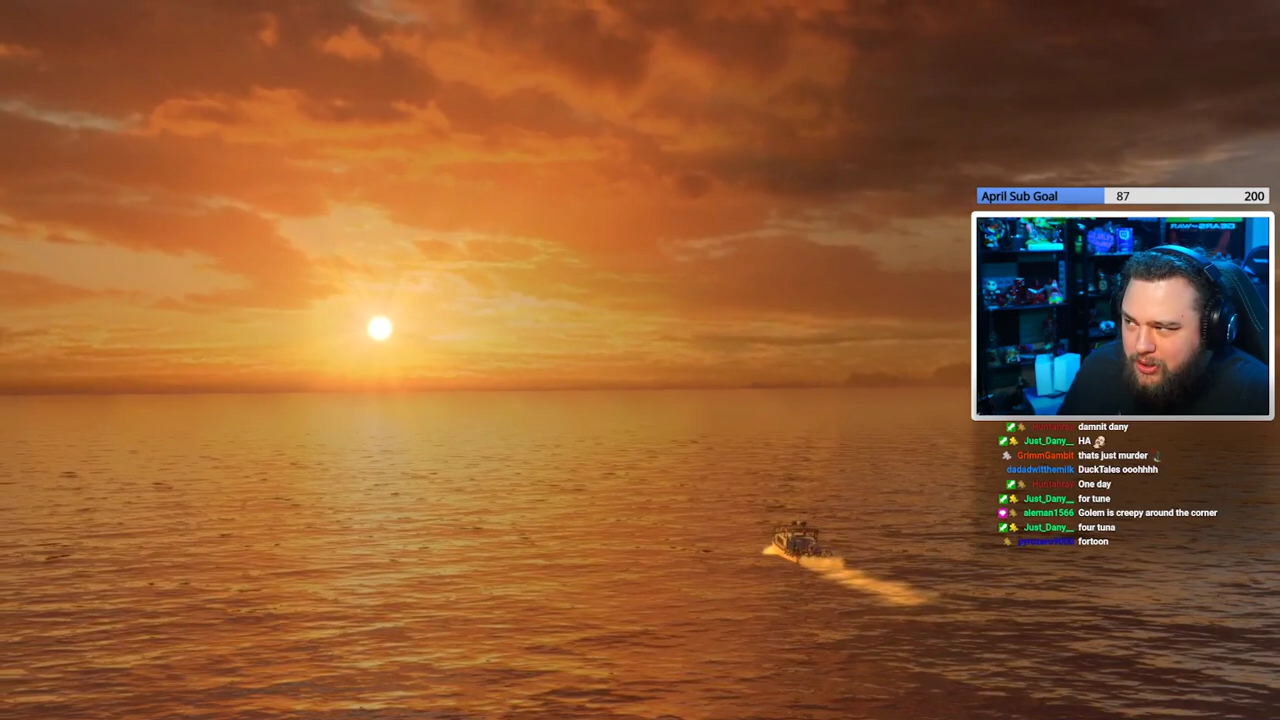 April Sub Goal 87 200
damnit dany
Just_Dany__ HA
GrimmGambit thats just murder
dadadwitthemilk DuckTales ooohhhh
One day
Just_Dany__ for tune
aleman1566 Golem is creepy around the corner
Just_Dany__ four tuna
fortoon